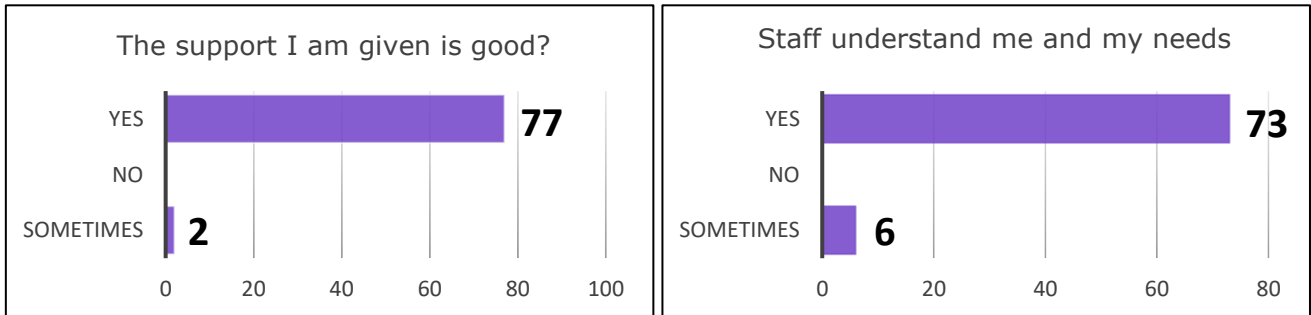 The support I am given is good?
YES
77
NO
SOMETIMES
2
0 20 40 60 80 100
Staff understand me and my needs
YES
73
NO
SOMETIMES
6
0 20 40 60 80